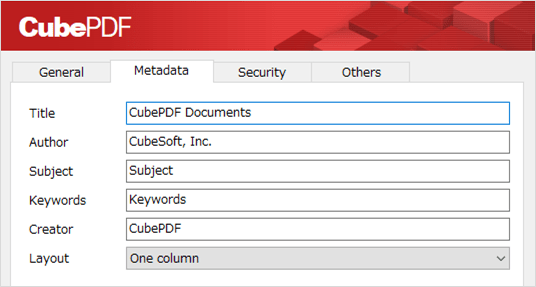 CubePDF
General Metadata Security Others
Title CubePDF Documents
Author CubeSoft, Inc.
Subject Subject
Keywords Keywords
Creator CubePDF
Layout One column